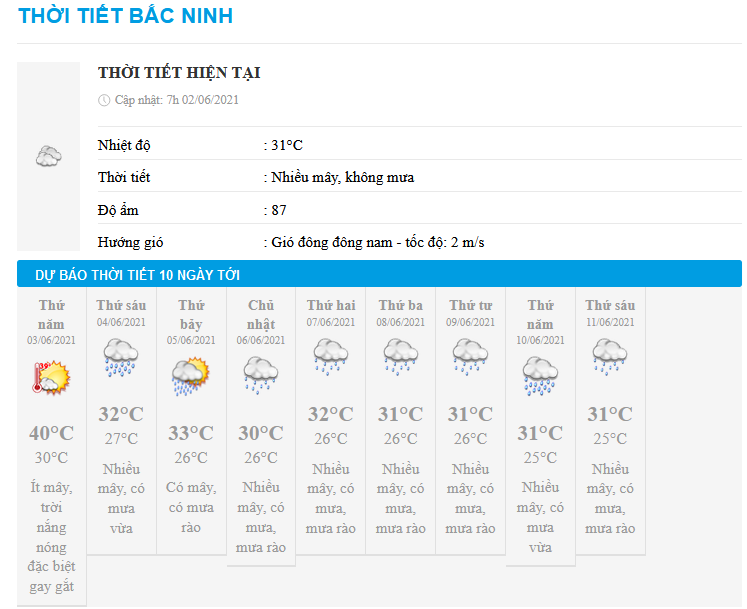 THỜI TIẾT BẮC NINH
THỜI TIẾT HIỆN TẠI
Cập nhật: 7h 02/06/2021
Nhiệt độ : 31°C
Thời tiết : Nhiều mây, không mưa
Độ ẩm : 87
Hướng gió : Gió đông đông nam - tốc độ: 2 m/s
DỰ BÁO THỜI TIẾT 10 NGÀY TỚI
Thứ
năm
03/06/2021
40°C
30°C
Ít mây,
trời
nắng
nóng
đặc biệt
gay gắt
Thứ sáu
04/06/2021
32°C
27°C
Nhiều
mây, có
mưa
vừa
Thứ
bảy
05/06/2021
33°C
26°C
Có mây,
có mưa
rào
Chủ
nhật
06/06/2021
30°C
26°C
Nhiều
mây, có
mưa,
mưa rào
Thứ hai
07/06/2021
32°C
26°C
Nhiều
mây, có
mưa,
mưa rào
Thứ ba
08/06/2021
31°C
26°C
Nhiều
mây, có
mưa,
mưa rào
Thứ tư
09/06/2021
31°C
26°C
Nhiều
mây, có
mưa,
mưa rào
Thứ
năm
10/06/2021
31°C
25°C
Nhiều
mây, có
mưa
vừa
Thứ sáu
11/06/2021
31°C
25°C
Nhiều
mây, có
mưa,
mưa rào